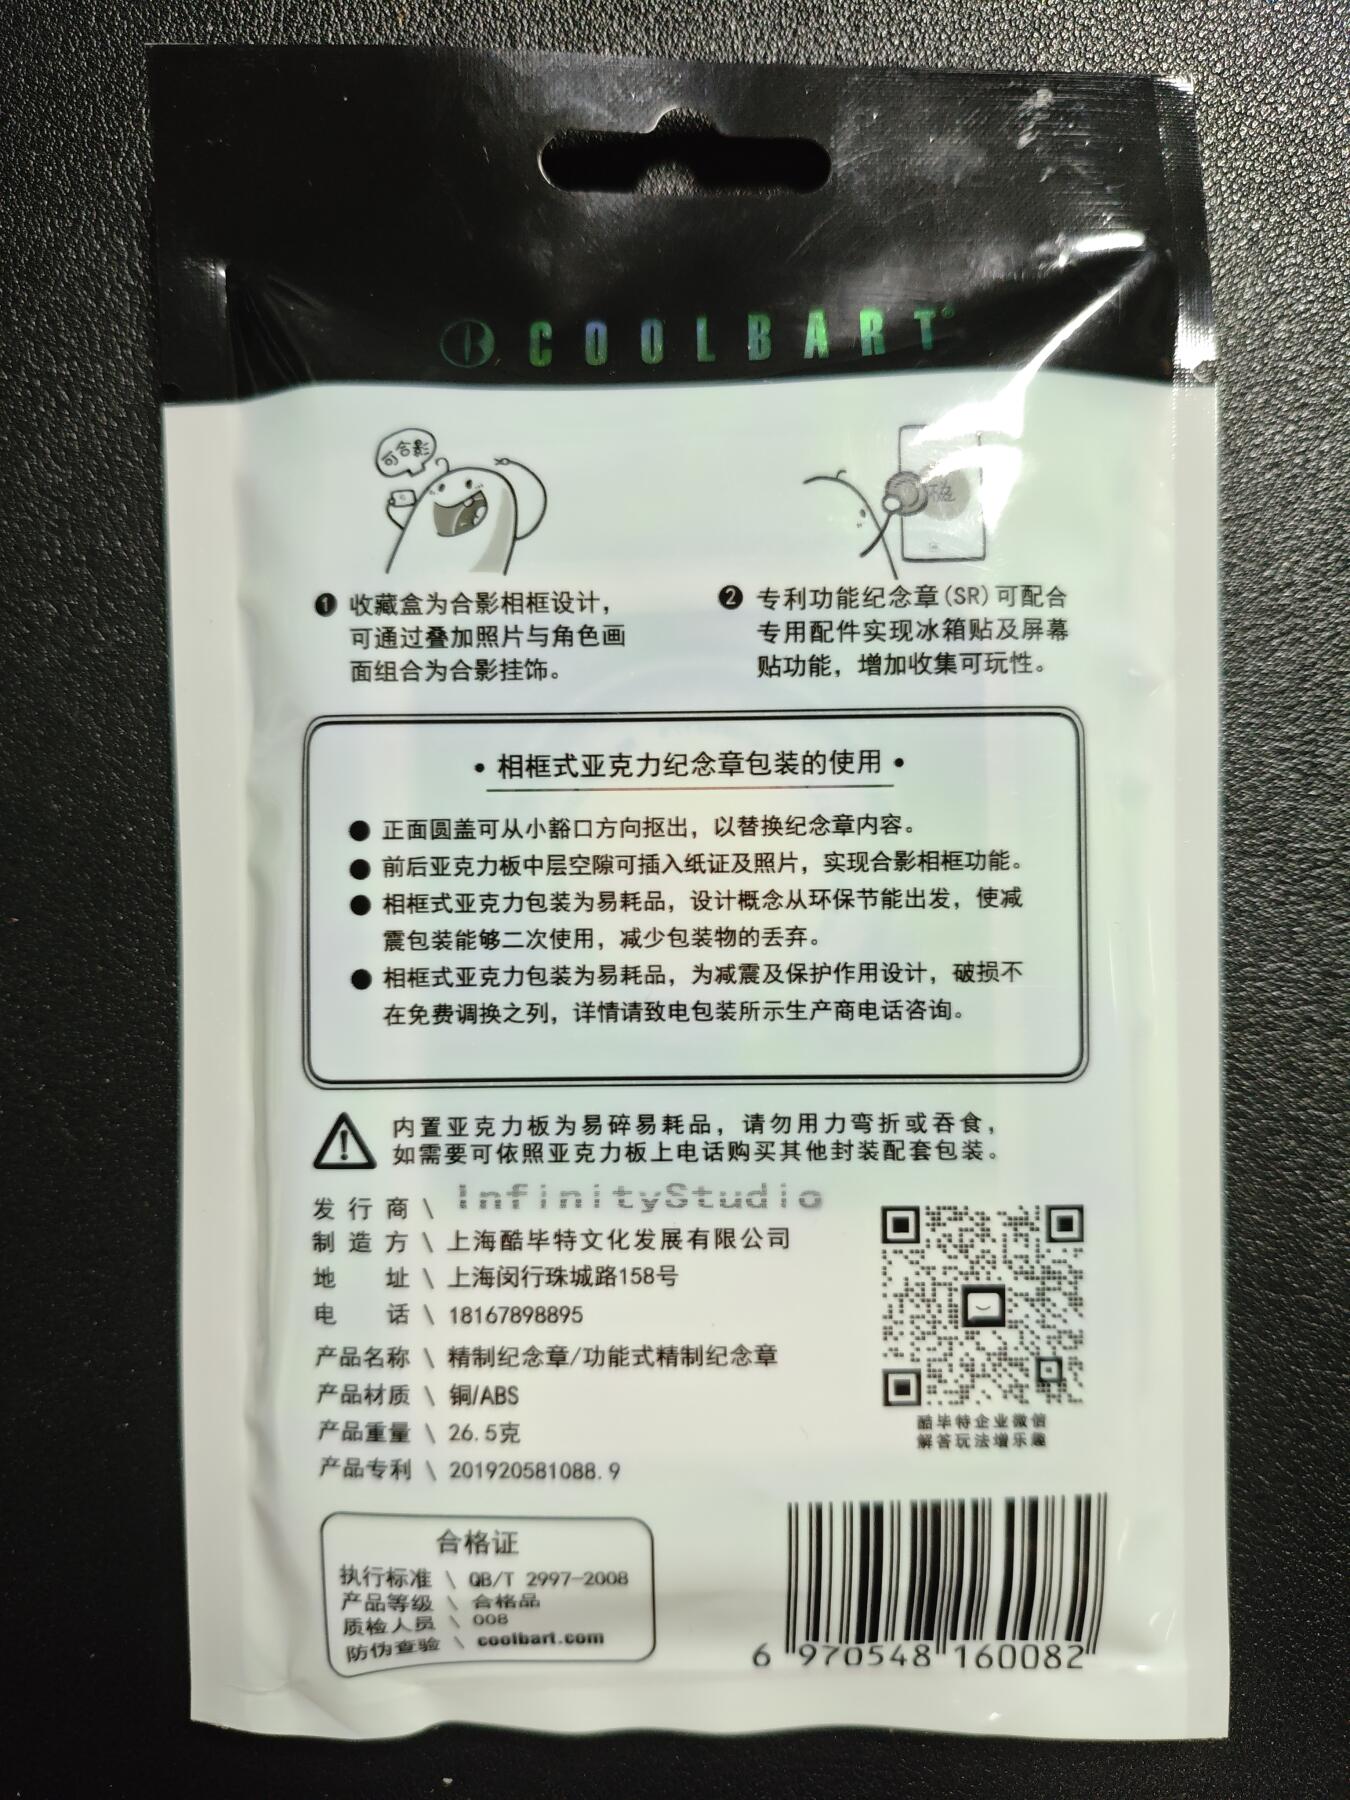 COOLBART®
可合影
❶ 收藏盒为合影相框设计，
可通过叠加照片与角色画
面组合为合影挂饰。
❷ 专利功能纪念章(SR)可配合
专用配件实现冰箱贴及屏幕
贴功能，增加收集可玩性。
• 相框式亚克力纪念章包装的使用 •
● 正面圆盖可从小豁口方向抠出，以替换纪念章内容。
● 前后亚克力板中层空隙可插入纸证及照片，实现合影相框功能。
● 相框式亚克力包装为易耗品，设计概念从环保节能出发，使减
震包装能够二次使用，减少包装物的丢弃。
● 相框式亚克力包装为易耗品，为减震及保护作用设计，破损不
在免费调换之列，详情请致电包装所示生产商电话咨询。
内置亚克力板为易碎易耗品，请勿用力弯折或吞食，
如需要可依照亚克力板上电话购买其他封装配套包装。
发行商 \ InfinityStudio
制造方 \ 上海酷毕特文化发展有限公司
地址 \ 上海闵行珠城路158号
电话 \ 18167898895
产品名称 \ 精制纪念章/功能式精制纪念章
产品材质 \ 铜/ABS
产品重量 \ 26.5克
产品专利 \ 201920581088.9
酷毕特企业微信
解答玩法增乐趣
合格证
执行标准 \ QB/T 2997-2008
产品等级 \ 合格品
质检人员 \ 008
防伪查验 \ coolbart.com
6 970548 160082